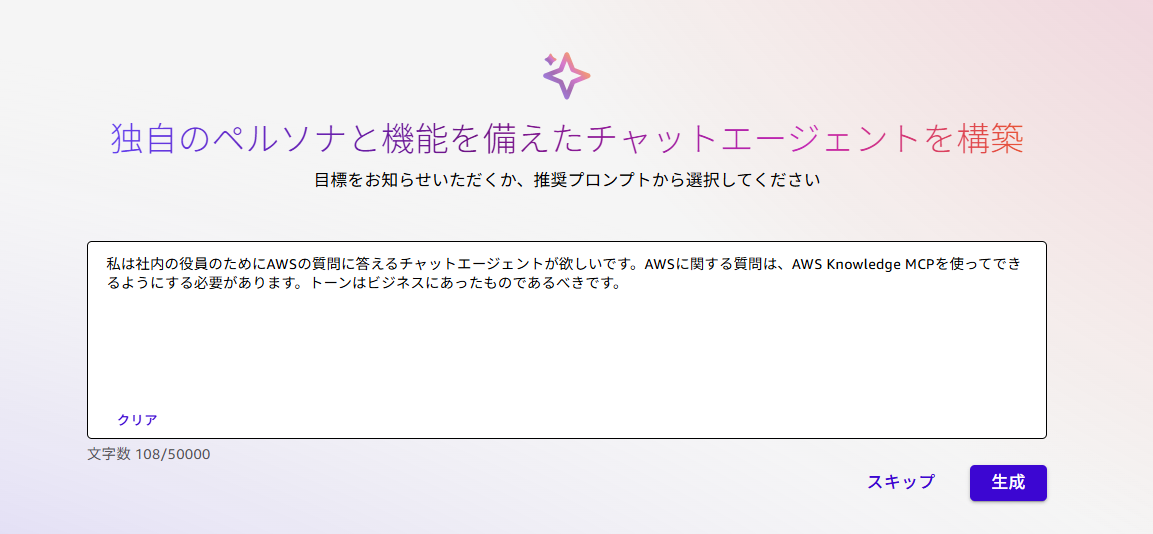 独自のペルソナと機能を備えたチャットエージェントを構築
目標をお知らせいただくか、推奨プロンプトから選択してください
私は社内の役員のためにAWSの質問に答えるチャットエージェントが欲しいです。AWSに関する質問は、AWS Knowledge MCPを使ってでき
るようにする必要があります。トーンはビジネスにあったものであるべきです。
クリア
文字数 108/50000
スキップ
生成